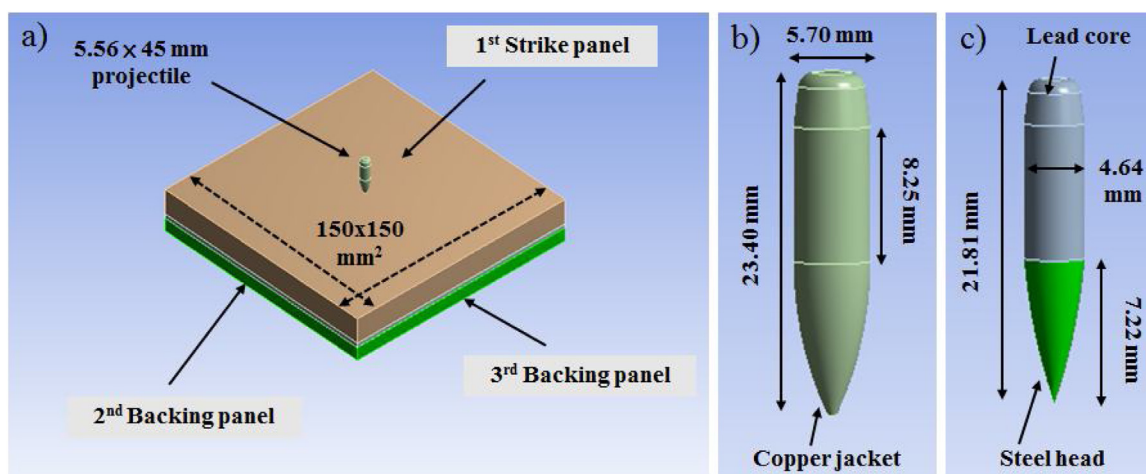 a)
5.56 × 45 mm
projectile
1st Strike panel
150x150
mm2
2nd Backing panel
3rd Backing panel
b)
5.70 mm
23.40 mm
8.25 mm
Copper jacket
c)
Lead core
4.64
mm
21.81 mm
7.22 mm
Steel head